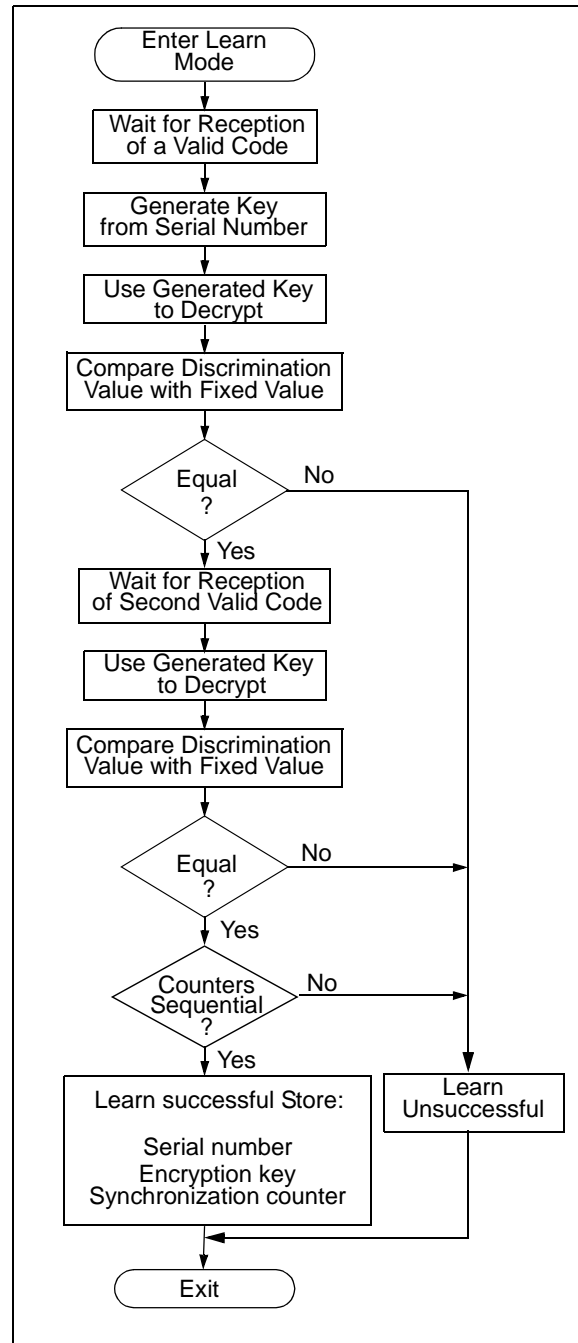 Enter Learn
Mode
Wait for Reception
of a Valid Code
Generate Key
from Serial Number
Use Generated Key
to Decrypt
Compare Discrimination
Value with Fixed Value
Equal
?
No
Yes
Wait for Reception
of Second Valid Code
Use Generated Key
to Decrypt
Compare Discrimination
Value with Fixed Value
Equal
?
No
Yes
Counters
Sequential
?
No
Yes
Learn successful Store:
Serial number
Encryption key
Synchronization counter
Learn
Unsuccessful
Exit